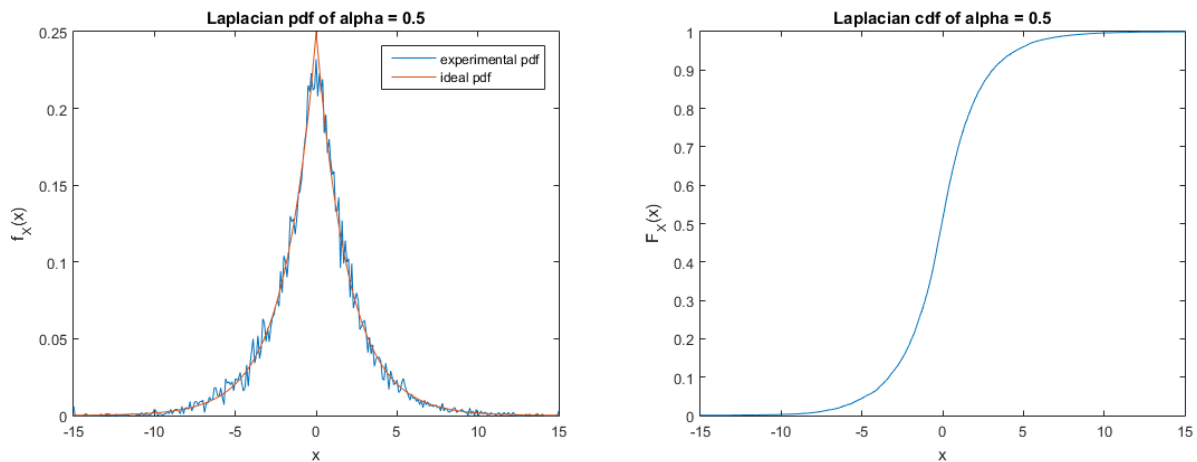 Laplacian pdf of alpha = 0.5
0.25
0.2
0.15
0.1
0.05
0
f_X(x)
-15 -10 -5 0 5 10 15
x
experimental pdf
ideal pdf
Laplacian cdf of alpha = 0.5
1
0.9
0.8
0.7
0.6
0.5
0.4
0.3
0.2
0.1
0
F_X(x)
-15 -10 -5 0 5 10 15
x